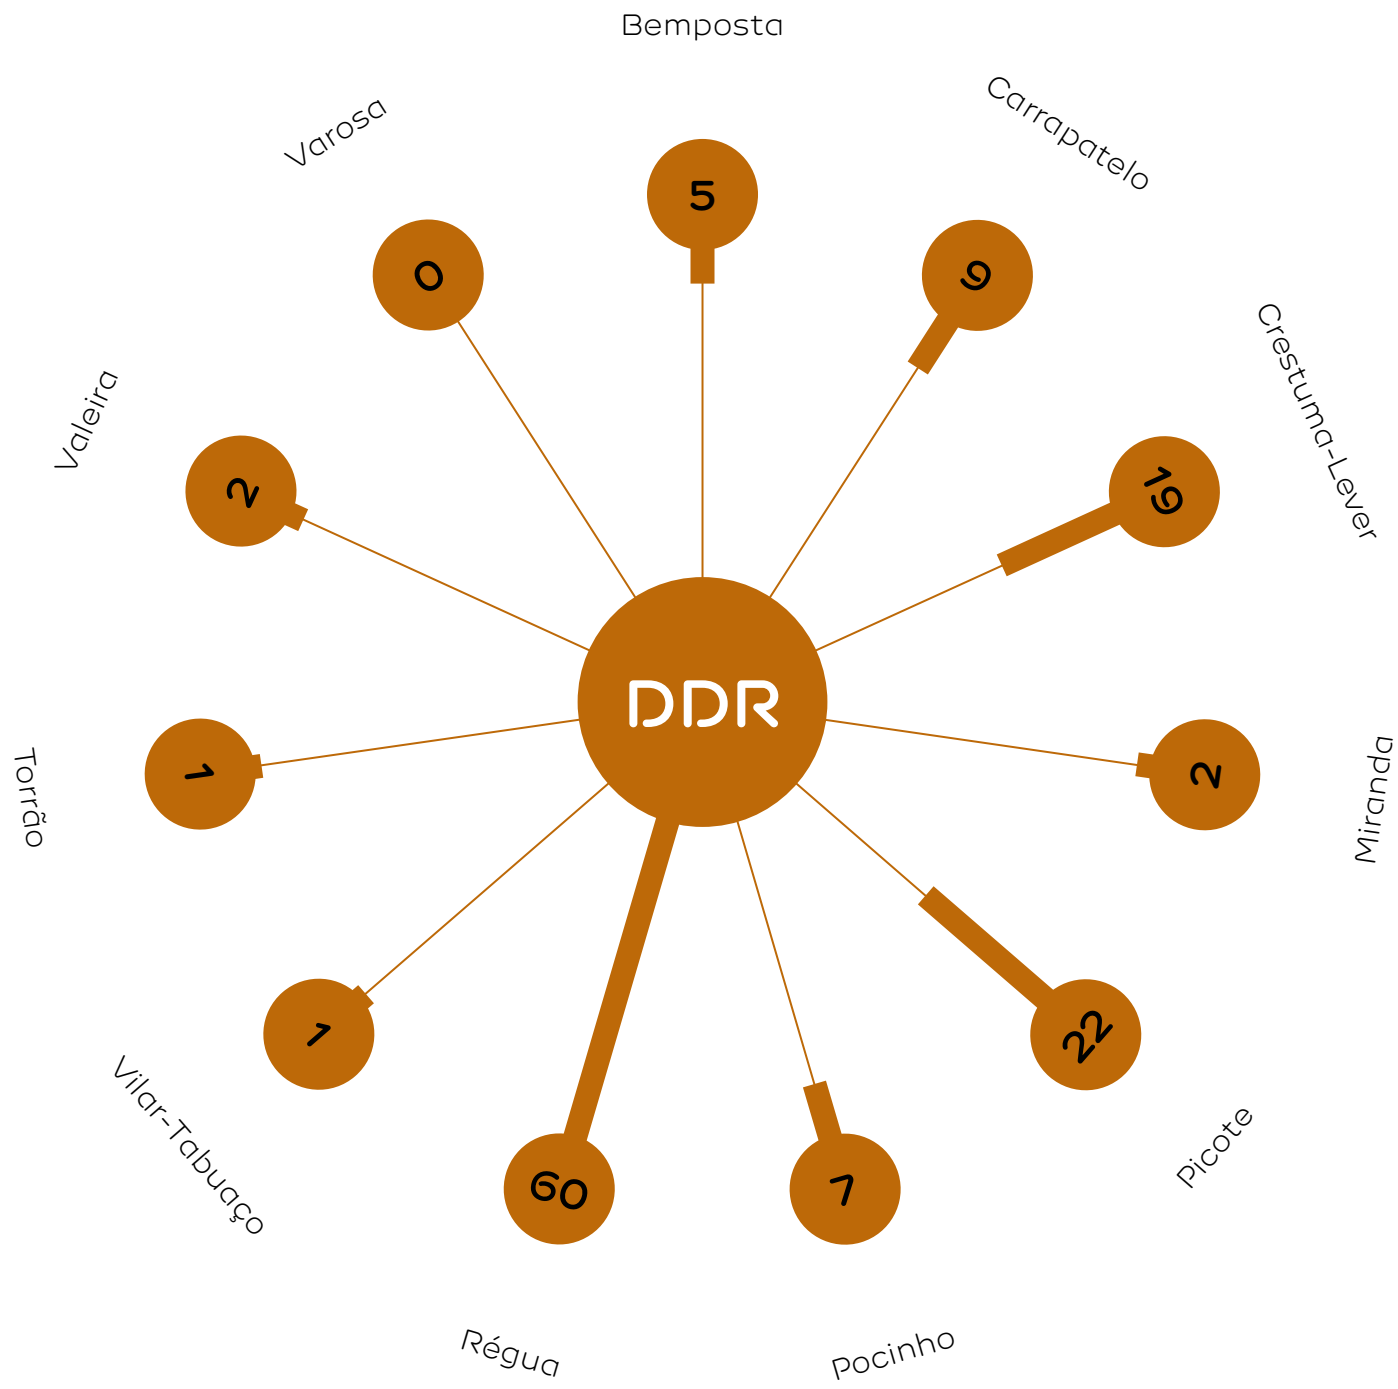 Bemposta
5
Carrapatelo
9
Crestuma-Lever
19
Miranda
2
Picote
22
Pocinho
7
Régua
60
Vilar-Tabuaço
1
Torrão
1
Valeira
2
Varosa
0
DDR